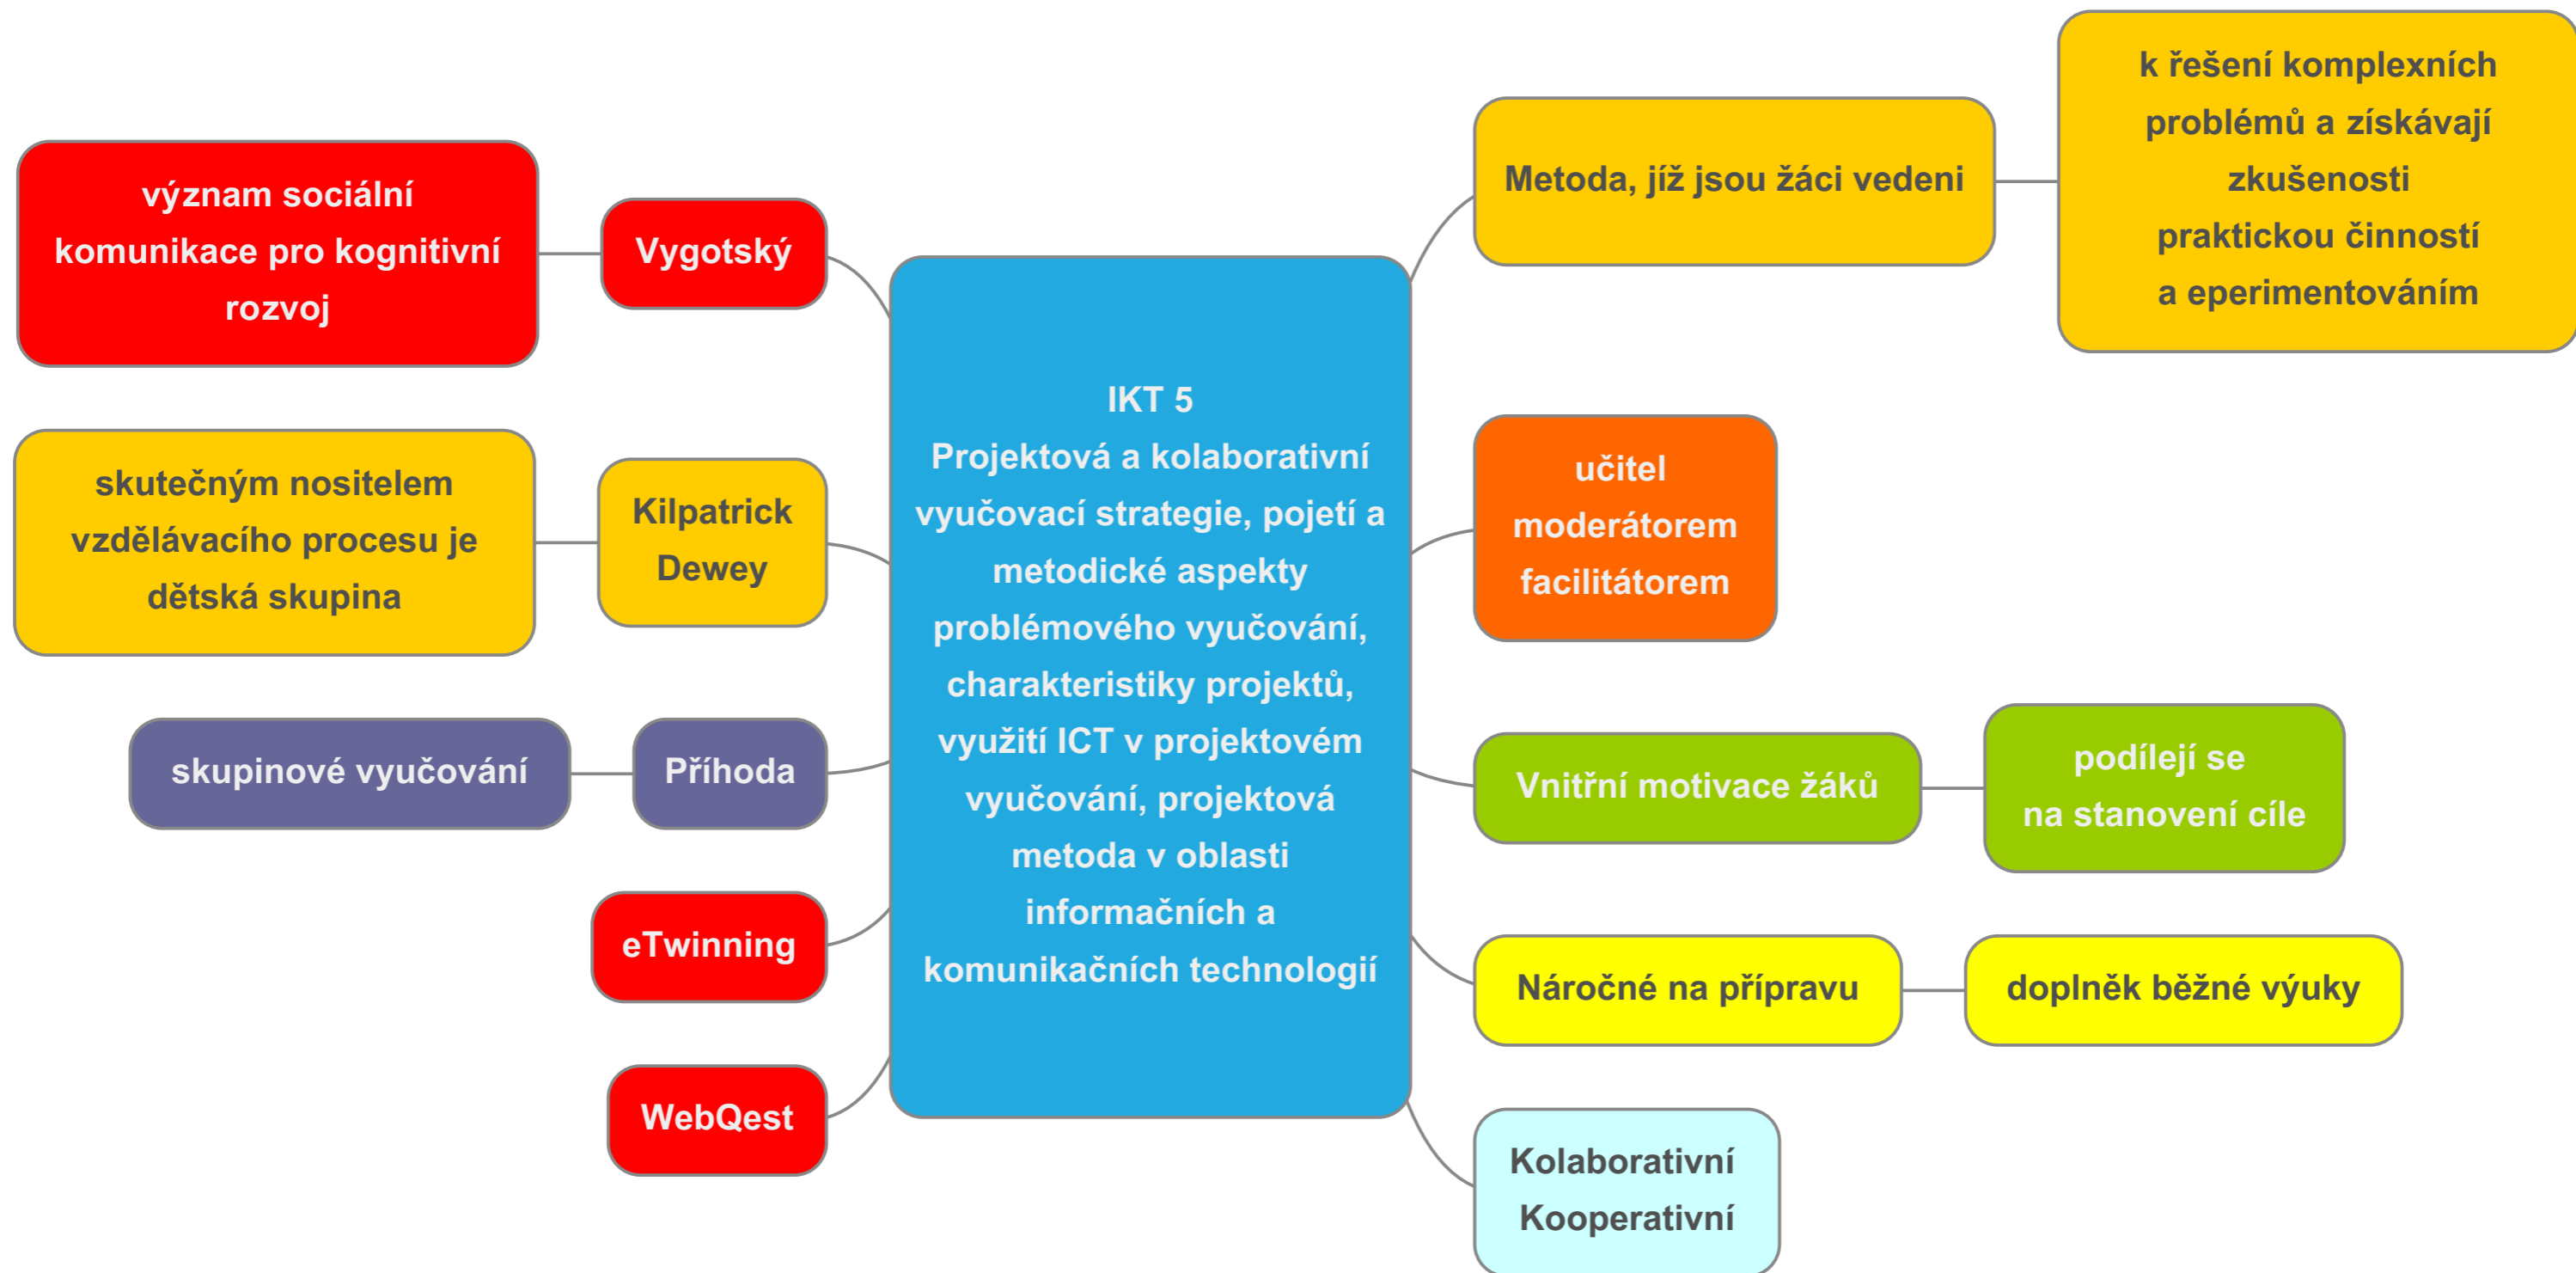 IKT 5
Projektová a kolaborativní
vyučovací strategie, pojetí a
metodické aspekty
problémového vyučování,
charakteristiky projektů,
využití ICT v projektovém
vyučování, projektová
metoda v oblasti
informačních a
komunikačních technologií
Metoda, jíž jsou žáci vedeni
k řešení komplexních
problémů a získávají
zkušenosti
praktickou činností
a eperimentováním
učitel
moderátorem
facilitátorem
Vnitřní motivace žáků
podílejí se
na stanovení cíle
Náročné na přípravu
doplněk běžné výuky
Kolaborativní
Kooperativní
Vygotský
význam sociální
komunikace pro kognitivní
rozvoj
Kilpatrick
Dewey
skutečným nositelem
vzdělávacího procesu je
dětská skupina
Příhoda
skupinové vyučování
eTwinning
WebQest